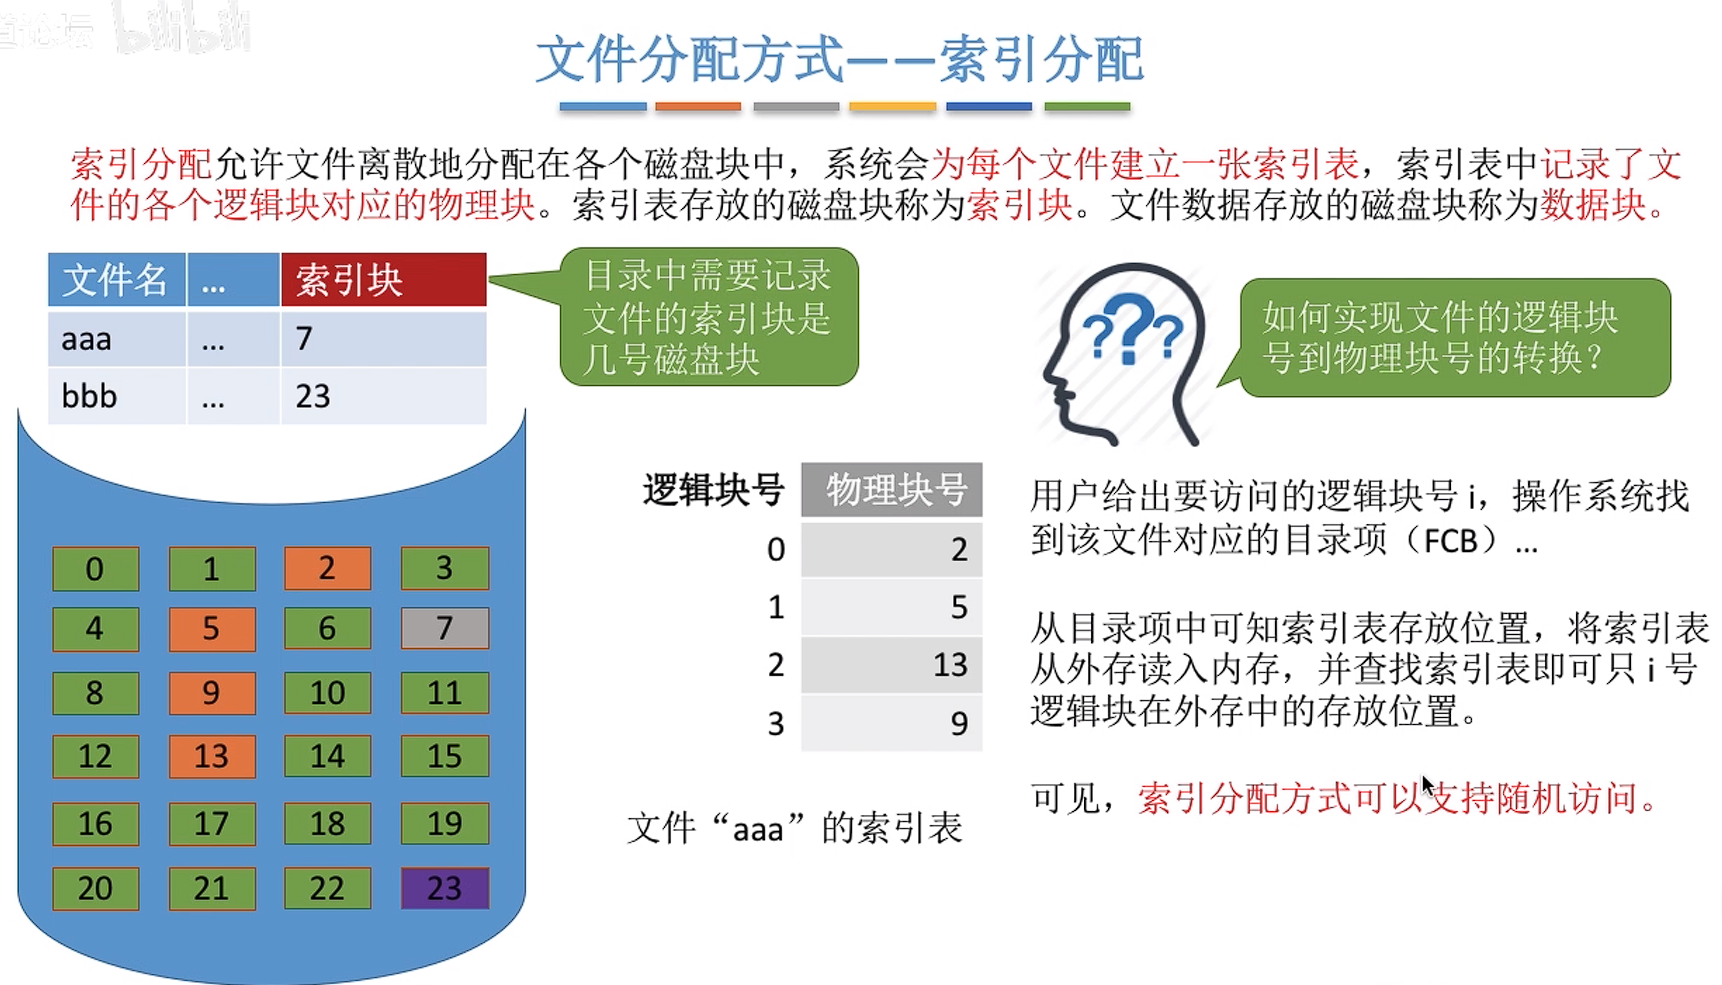 道论坛 bilibili
文件分配方式——索引分配
索引分配允许文件离散地分配在各个磁盘块中，系统会为每个文件建立一张索引表，索引表中记录了文
件的各个逻辑块对应的物理块。索引表存放的磁盘块称为索引块。文件数据存放的磁盘块称为数据块。
文件名 ... 索引块
aaa ... 7
bbb ... 23
目录中需要记录
文件的索引块是
几号磁盘块
如何实现文件的逻辑块
号到物理块号的转换？
???
0 1 2 3
4 5 6 7
8 9 10 11
12 13 14 15
16 17 18 19
20 21 22 23
逻辑块号 物理块号
0 2
1 5
2 13
3 9
文件“aaa”的索引表
用户给出要访问的逻辑块号 i，操作系统找
到该文件对应的目录项（FCB）...
从目录项中可知索引表存放位置，将索引表
从外存读入内存，并查找索引表即可只 i 号
逻辑块在外存中的存放位置。
可见，索引分配方式可以支持随机访问。